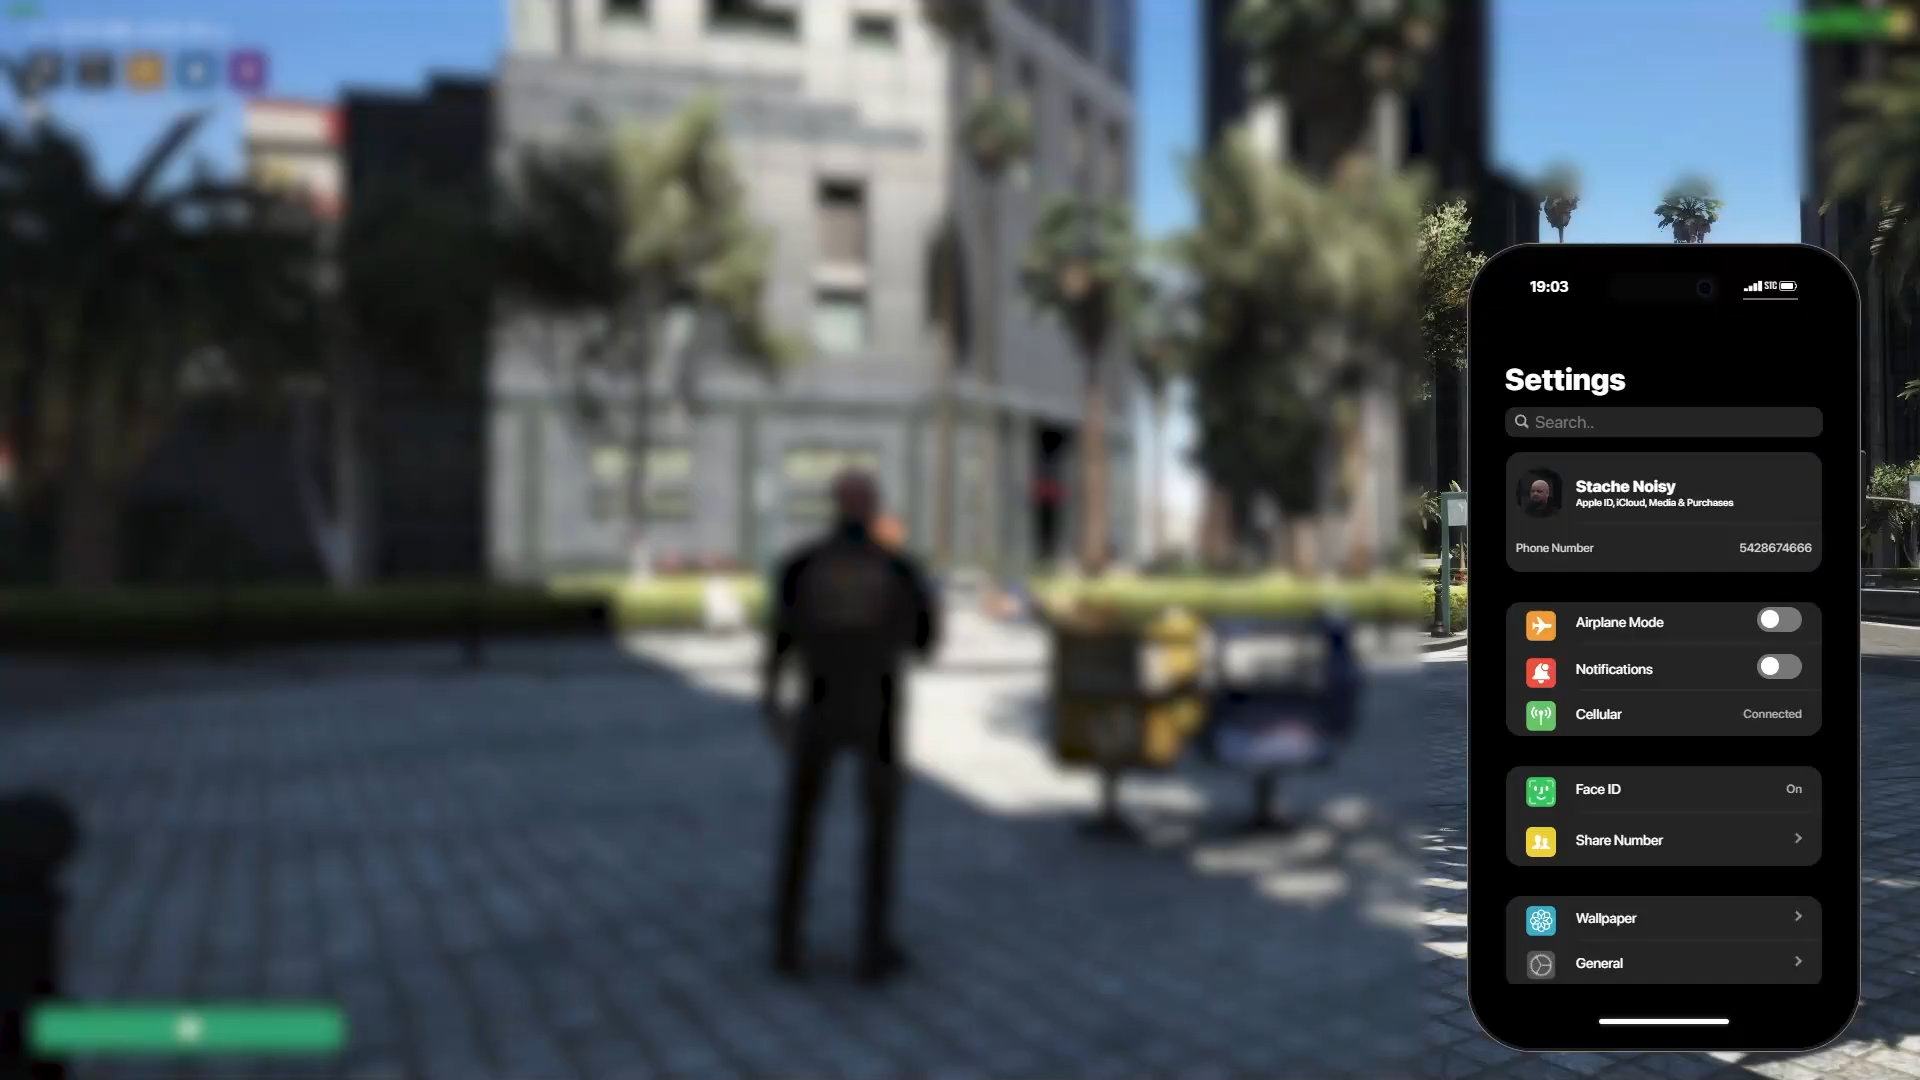 19:03
STC
Settings
Search..
Stache Noisy
Apple ID, iCloud, Media & Purchases
Phone Number
5428674666
Airplane Mode
Notifications
Cellular
Connected
Face ID
On
Share Number
Wallpaper
General